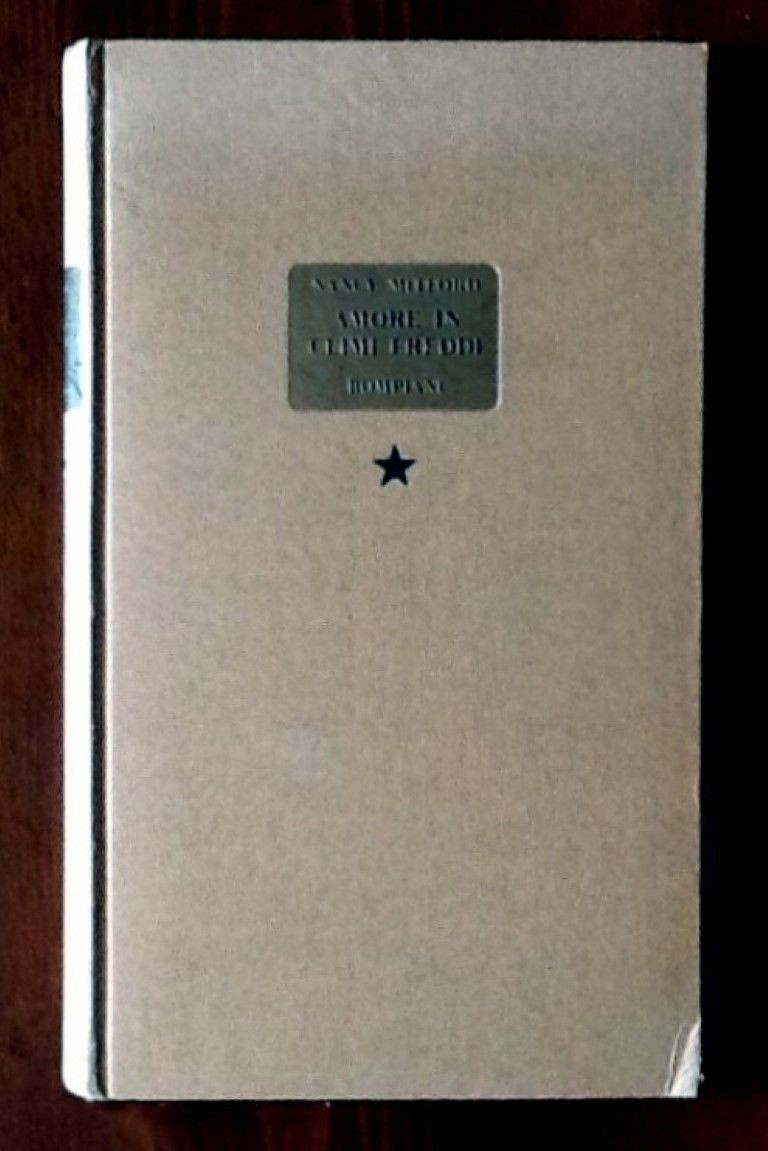 NANCY MITFORD
AMORE IN
CLIMI FREDDI
BOMPIANI